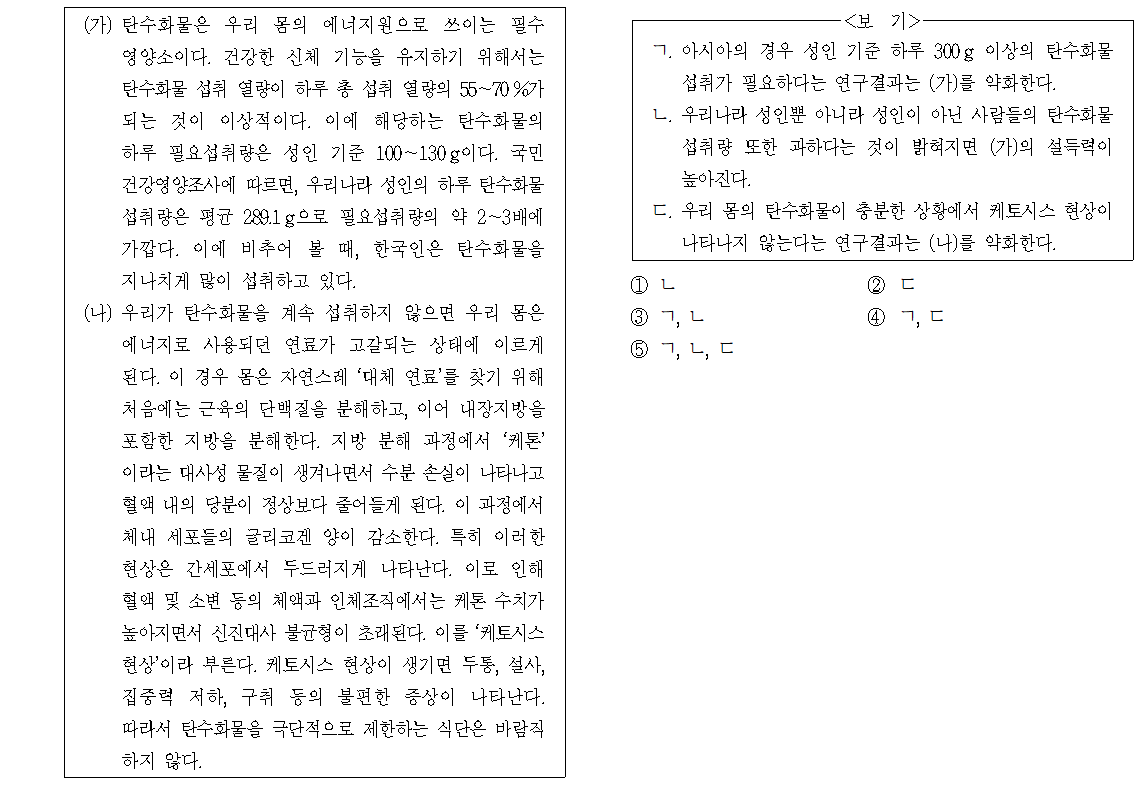 (가) 탄수화물은 우리 몸의 에너지원으로 쓰이는 필수
영양소이다. 건강한 신체 기능을 유지하기 위해서는
탄수화물 섭취 열량이 하루 총 섭취 열량의 55~70%가
되는 것이 이상적이다. 이에 해당하는 탄수화물의
하루 필요섭취량은 성인 기준 100~130g이다. 국민
건강영양조사에 따르면, 우리나라 성인의 하루 탄수화물
섭취량은 평균 289.1g으로 필요섭취량의 약 2~3배에
가깝다. 이에 비추어 볼 때, 한국인은 탄수화물을
지나치게 많이 섭취하고 있다.
(나) 우리가 탄수화물을 계속 섭취하지 않으면 우리 몸은
에너지로 사용되던 연료가 고갈되는 상태에 이르게
된다. 이 경우 몸은 자연스레 ‘대체 연료’를 찾기 위해
처음에는 근육의 단백질을 분해하고, 이어 내장지방을
포함한 지방을 분해한다. 지방 분해 과정에서 ‘케톤’
이라는 대사성 물질이 생겨나면서 수분 손실이 나타나고
혈액 내의 당분이 정상보다 줄어들게 된다. 이 과정에서
체내 세포들의 글리코겐 양이 감소한다. 특히 이러한
현상은 간세포에서 두드러지게 나타난다. 이로 인해
혈액 및 소변 등의 체액과 인체조직에서는 케톤 수치가
높아지면서 신진대사 불균형이 초래된다. 이를 ‘케토시스
현상’이라 부른다. 케토시스 현상이 생기면 두통, 설사,
집중력 저하, 구취 등의 불편한 증상이 나타난다.
따라서 탄수화물을 극단적으로 제한하는 식단은 바람직
하지 않다.
<보 기>
ㄱ. 아시아의 경우 성인 기준 하루 300g 이상의 탄수화물
섭취가 필요하다는 연구결과는 (가)를 약화한다.
ㄴ. 우리나라 성인뿐 아니라 성인이 아닌 사람들의 탄수화물
섭취량 또한 과하다는 것이 밝혀지면 (가)의 설득력이
높아진다.
ㄷ. 우리 몸의 탄수화물이 충분한 상황에서 케토시스 현상이
나타나지 않는다는 연구결과는 (나)를 약화한다.
① ㄴ ② ㄷ
③ ㄱ, ㄴ ④ ㄱ, ㄷ
⑤ ㄱ, ㄴ, ㄷ